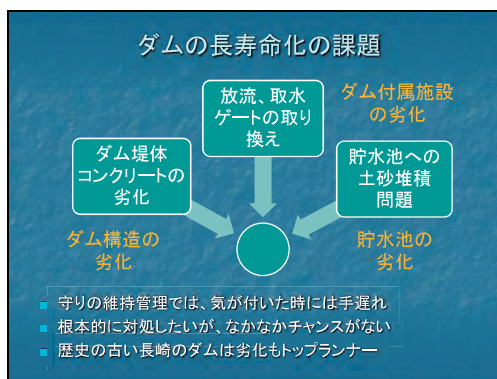 ダムの長寿命化の課題
放流、取水
ゲートの取り
換え
ダム付属施設
の劣化
ダム堤体
コンクリートの
劣化
貯水池への
土砂堆積
問題
ダム構造の
劣化
貯水池の
劣化
守りの維持管理では、気が付いた時には手遅れ
根本的に対処したいが、なかなかチャンスがない
歴史の古い長崎のダムは劣化もトップランナー